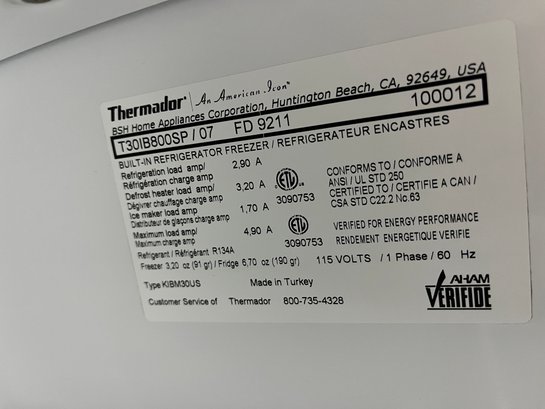 Thermador® An American Icon™
BSH Home Appliances Corporation, Huntington Beach, CA, 92649, USA
T30IB800SP / 07 FD 9211 100012
BUILT-IN REFRIGERATOR FREEZER / REFRIGERATEUR ENCASTRES
Refrigeration load amp/
Réfrigération charge amp 2,90 A
Defrost heater load amp/
Dégivrer chauffage charge amp 3,20 A
Ice maker load amp/
Distributeur de glaçons charge amp 1,70 A
Maximum load amp/
Maximum charge amp 4,90 A
ETL
3090753
ETL
3090753
CONFORMS TO / CONFORME A
ANSI / UL STD 250
CERTIFIED TO / CERTIFIE A CAN /
CSA STD C22.2 No.63
VERIFIED FOR ENERGY PERFORMANCE
RENDEMENT ENERGETIQUE VERIFIE
Refrigerant / Réfrigérant R134A
Freezer 3,20 oz (91 gr) / Fridge 6,70 oz (190 gr) 115 VOLTS / 1 Phase / 60 Hz
Type KIBM30US Made in Turkey
Customer Service of Thermador 800-735-4328
AHAM
VERIFIDE